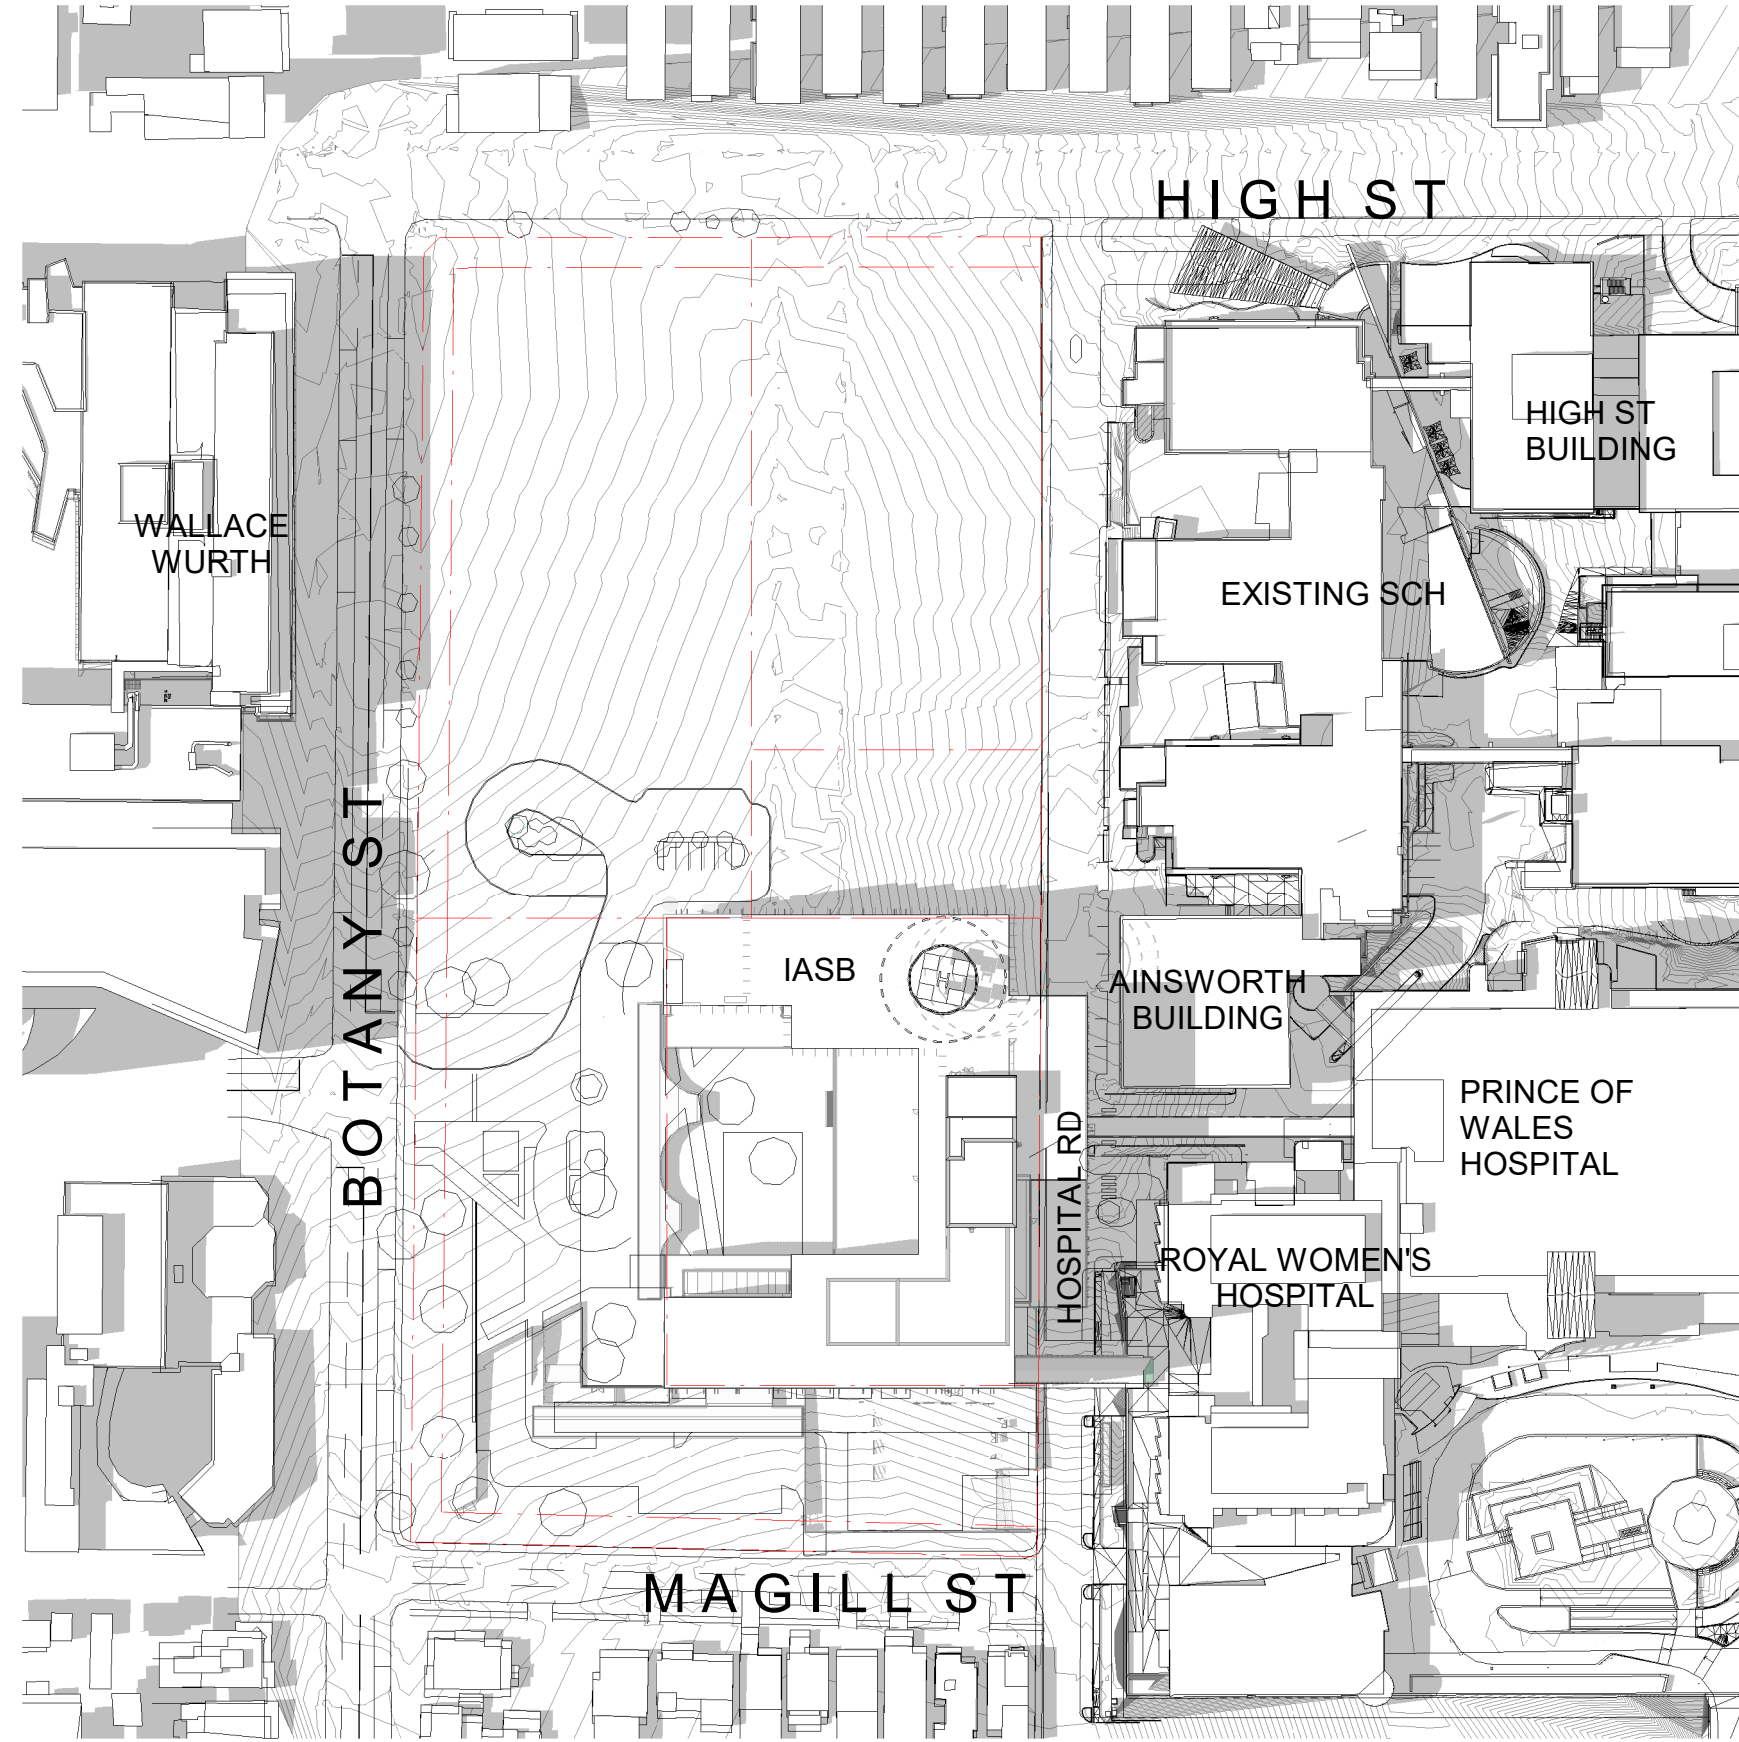 HIGH ST
HIGH ST
BUILDING
WALLACE
WURTH
EXISTING SCH
BOTANY ST
IASB
AINSWORTH
BUILDING
PRINCE OF
WALES
HOSPITAL
HOSPITAL RD
ROYAL WOMEN'S
HOSPITAL
MAGILL ST